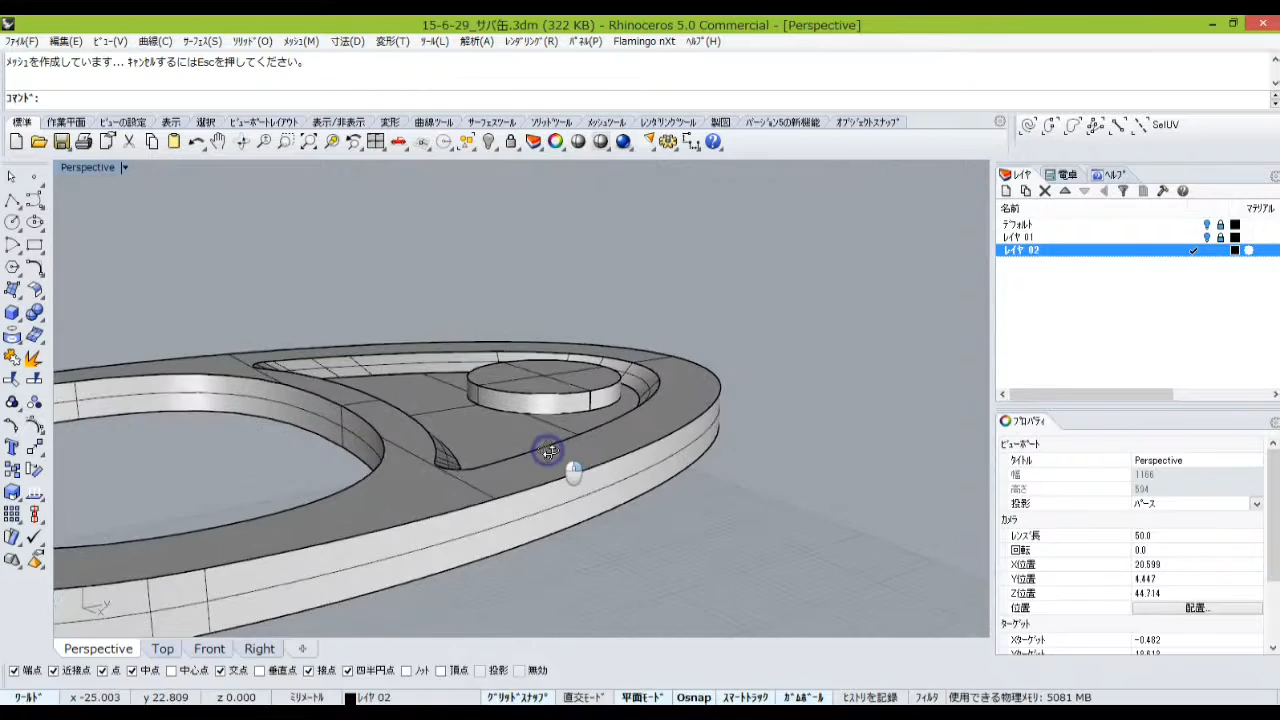 15-6-29_サバ缶.3dm (322 KB) - Rhinoceros 5.0 Commercial - [Perspective]
ﾌｧｲﾙ(F) 編集(E) ﾋﾞｭｰ(V) 曲線(C) ｻｰﾌｪｽ(S) ｿﾘｯﾄﾞ(O) ﾒｯｼｭ(M) 寸法(D) 変形(T) ﾂｰﾙ(L) 解析(A) ﾚﾝﾀﾞﾘﾝｸﾞ(R) ﾊﾟﾈﾙ(P) Flamingo nXt ﾍﾙﾌﾟ(H)
ﾒｯｼｭを作成しています... ｷｬﾝｾﾙするにはEscを押してください。
ｺﾏﾝﾄﾞ:
標準 作業平面 ﾋﾞｭｰの設定 表示 選択 ﾋﾞｭｰﾎﾟｰﾄﾚｲｱｳﾄ 表示/非表示 変形 曲線ﾂｰﾙ ｻｰﾌｪｽﾂｰﾙ ｿﾘｯﾄﾞﾂｰﾙ ﾒｯｼｭﾂｰﾙ ﾚﾝﾀﾞﾘﾝｸﾞﾂｰﾙ 製図 ﾊﾞｰｼﾞｮﾝ5の新機能 ｵﾌﾞｼﾞｪｸﾄｽﾅｯﾌﾟ
SelUV
Perspective
ﾚｲﾔ 電卓 ﾍﾙﾌﾟ
名前 ﾏﾃﾘｱﾙ
ﾃﾞﾌｫﾙﾄ
ﾚｲﾔ 01
ﾚｲﾔ 02
ﾌﾟﾛﾊﾟﾃｨ
ﾋﾞｭｰﾎﾟｰﾄ
ﾀｲﾄﾙ Perspective
幅 1166
高さ 594
投影 ﾊﾟｰｽ
ｶﾒﾗ
ﾚﾝｽﾞ長 50.0
回転 0.0
X位置 20.599
Y位置 4.447
Z位置 44.714
位置 配置...
ﾀｰｹﾞｯﾄ
Xﾀｰｹﾞｯﾄ -0.482
x y
Perspective Top Front Right
端点 近接点 点 中点 中心点 交点 垂直点 接点 四半円点 ﾉｯﾄ 頂点 投影 無効
ﾜｰﾙﾄﾞ x -25.003 y 22.809 z 0.000 ﾐﾘﾒｰﾄﾙ ﾚｲﾔ 02 ｸﾞﾘｯﾄﾞｽﾅｯﾌﾟ 直交ﾓｰﾄﾞ 平面ﾓｰﾄﾞ Osnap ｽﾏｰﾄﾄﾗｯｸ ｶﾞﾑﾎﾞｰﾙ ﾋｽﾄﾘを記録 ﾌｨﾙﾀ 使用できる物理ﾒﾓﾘ: 5081 MB